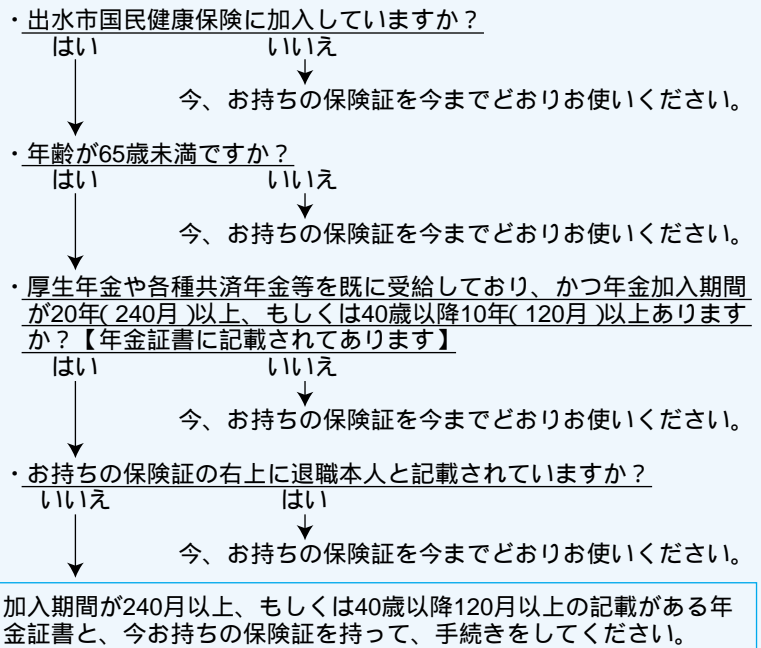 ・出水市国民健康保険に加入していますか？
はい いいえ
今、お持ちの保険証を今までどおりお使いください。
・年齢が65歳未満ですか？
はい いいえ
今、お持ちの保険証を今までどおりお使いください。
・厚生年金や各種共済年金等を既に受給しており、かつ年金加入期間
が20年（240月）以上、もしくは40歳以降10年（120月）以上あります
か？【年金証書に記載されてあります】
はい いいえ
今、お持ちの保険証を今までどおりお使いください。
・お持ちの保険証の右上に退職本人と記載されていますか？
いいえ はい
今、お持ちの保険証を今までどおりお使いください。
加入期間が240月以上、もしくは40歳以降120月以上の記載がある年
金証書と、今お持ちの保険証を持って、手続きをしてください。